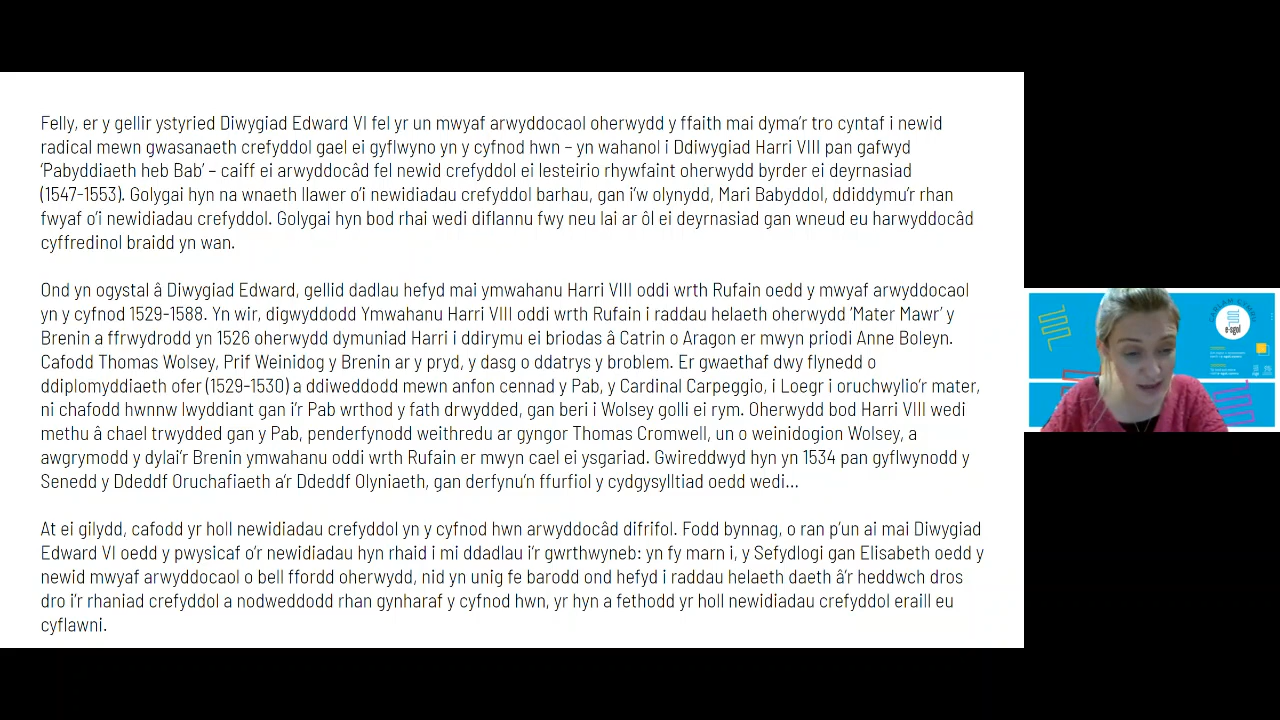 Felly, er y gellir ystyried Diwygiad Edward VI fel yr un mwyaf arwyddocaol oherwydd y ffaith mai dyma'r tro cyntaf i newid
radical mewn gwasanaeth crefyddol gael ei gyflwyno yn y cyfnod hwn – yn wahanol i Ddiwygiad Harri VIII pan gafwyd
'Pabyddiaeth heb Bab' – caiff ei arwyddocâd fel newid crefyddol ei lesteirio rhywfaint oherwydd byrder ei deyrnasiad
(1547-1553). Golygai hyn na wnaeth llawer o'i newidiadau crefyddol barhau, gan i'w olynydd, Mari Babyddol, ddiddymu'r rhan
fwyaf o'i newidiadau crefyddol. Golygai hyn bod rhai wedi diflannu fwy neu lai ar ôl ei deyrnasiad gan wneud eu harwyddocâd
cyffredinol braidd yn wan.
Ond yn ogystal â Diwygiad Edward, gellid dadlau hefyd mai ymwahanu Harri VIII oddi wrth Rufain oedd y mwyaf arwyddocaol
yn y cyfnod 1529-1588. Yn wir, digwyddodd Ymwahanu Harri VIII oddi wrth Rufain i raddau helaeth oherwydd 'Mater Mawr' y
Brenin a ffrwydrodd yn 1526 oherwydd dymuniad Harri i ddirymu ei briodas â Catrin o Aragon er mwyn priodi Anne Boleyn.
Cafodd Thomas Wolsey, Prif Weinidog y Brenin ar y pryd, y dasg o ddatrys y broblem. Er gwaethaf dwy flynedd o
ddiplomyddiaeth ofer (1529-1530) a ddiweddodd mewn anfon cennad y Pab, y Cardinal Carpeggio, i Loegr i oruchwylio'r mater,
ni chafodd hwnnw lwyddiant gan i'r Pab wrthod y fath drwydded, gan beri i Wolsey golli ei rym. Oherwydd bod Harri VIII wedi
methu â chael trwydded gan y Pab, penderfynodd weithredu ar gyngor Thomas Cromwell, un o weinidogion Wolsey, a
awgrymodd y dylai'r Brenin ymwahanu oddi wrth Rufain er mwyn cael ei ysgariad. Gwireddwyd hyn yn 1534 pan gyflwynodd y
Senedd y Ddeddf Oruchafiaeth a'r Ddeddf Olyniaeth, gan derfynu'n ffurfiol y cydgysylltiad oedd wedi...
At ei gilydd, cafodd yr holl newidiadau crefyddol yn y cyfnod hwn arwyddocâd difrifol. Fodd bynnag, o ran p'un ai mai Diwygiad
Edward VI oedd y pwysicaf o'r newidiadau hyn rhaid i mi ddadlau i'r gwrthwyneb: yn fy marn i, y Sefydlogi gan Elisabeth oedd y
newid mwyaf arwyddocaol o bell ffordd oherwydd, nid yn unig fe barodd ond hefyd i raddau helaeth daeth â'r heddwch dros
dro i'r rhaniad crefyddol a nodweddodd rhan gynharaf y cyfnod hwn, yr hyn a fethodd yr holl newidiadau crefyddol eraill eu
cyflawni.
e-sgol